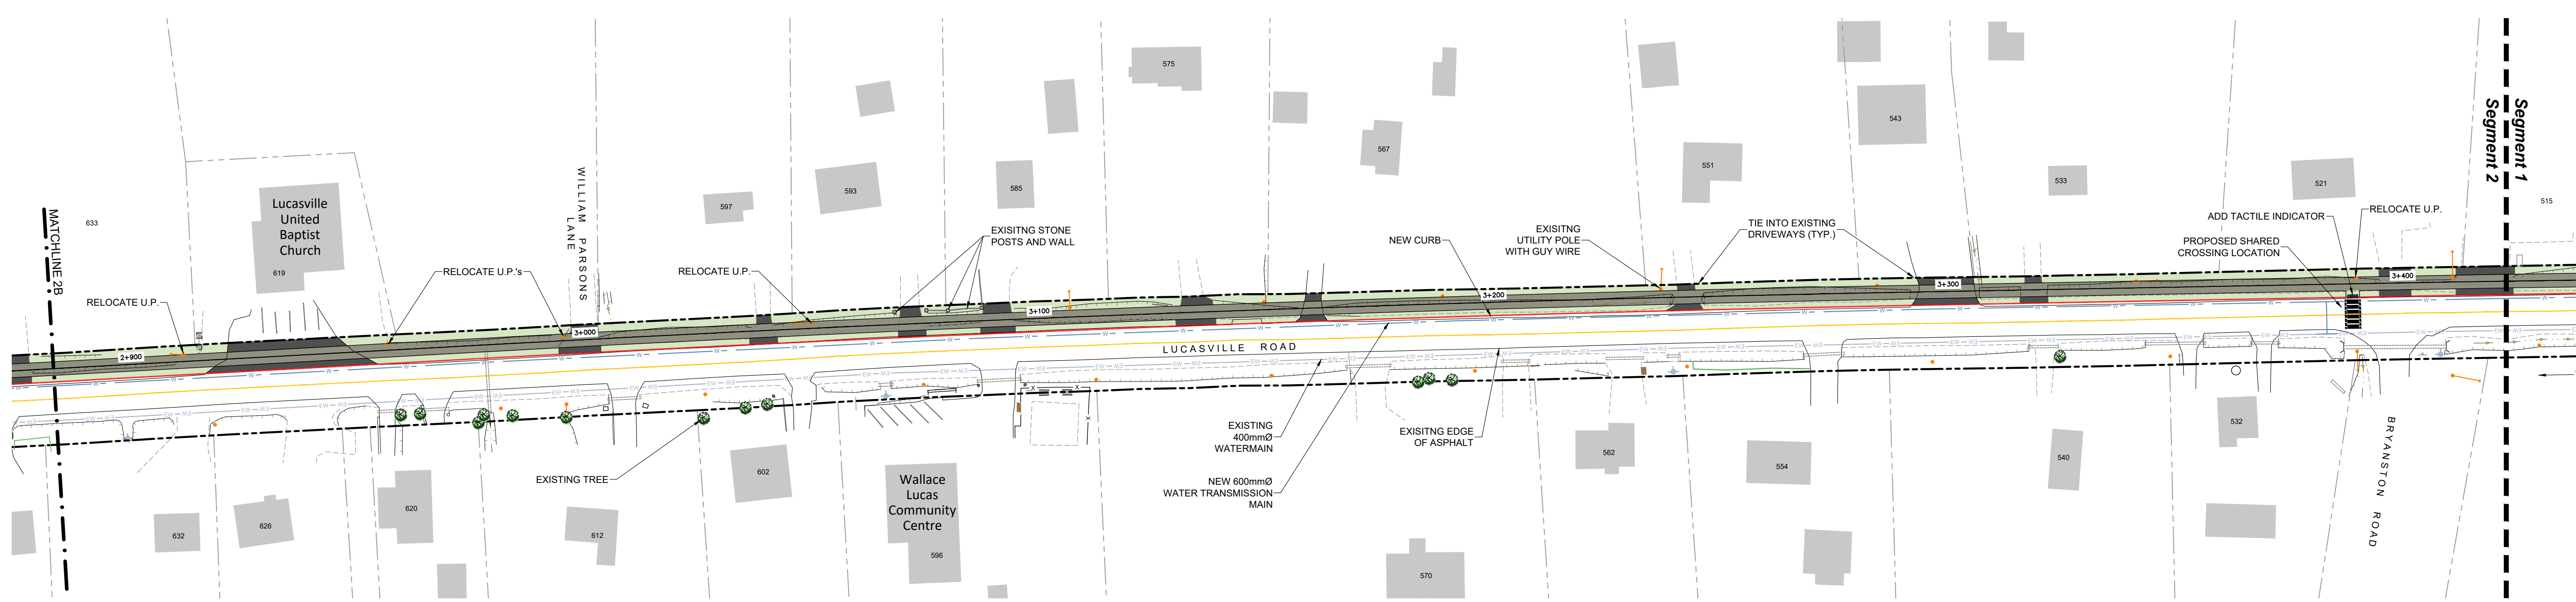 MATCHLINE 2B
633
Lucasville
United
Baptist
Church
619
RELOCATE U.P.
2+900
RELOCATE U.P.'s
WILLIAM PARSONS
LANE
3+000
597
RELOCATE U.P.
593
585
EXISITNG STONE
POSTS AND WALL
3+100
575
567
NEW CURB
3+200
EXISITNG
UTILITY POLE
WITH GUY WIRE
551
TIE INTO EXISTING
DRIVEWAYS (TYP.)
543
3+300
533
521
ADD TACTILE INDICATOR
PROPOSED SHARED
CROSSING LOCATION
RELOCATE U.P.
3+400
Segment 1
Segment 2
515
LUCASVILLE ROAD
632
626
620
612
EXISTING TREE
602
Wallace
Lucas
Community
Centre
596
EXISTING
400mmØ
WATERMAIN
NEW 600mmØ
WATER TRANSMISSION
MAIN
EXISITNG EDGE
OF ASPHALT
570
562
554
540
532
BRYANSTON ROAD